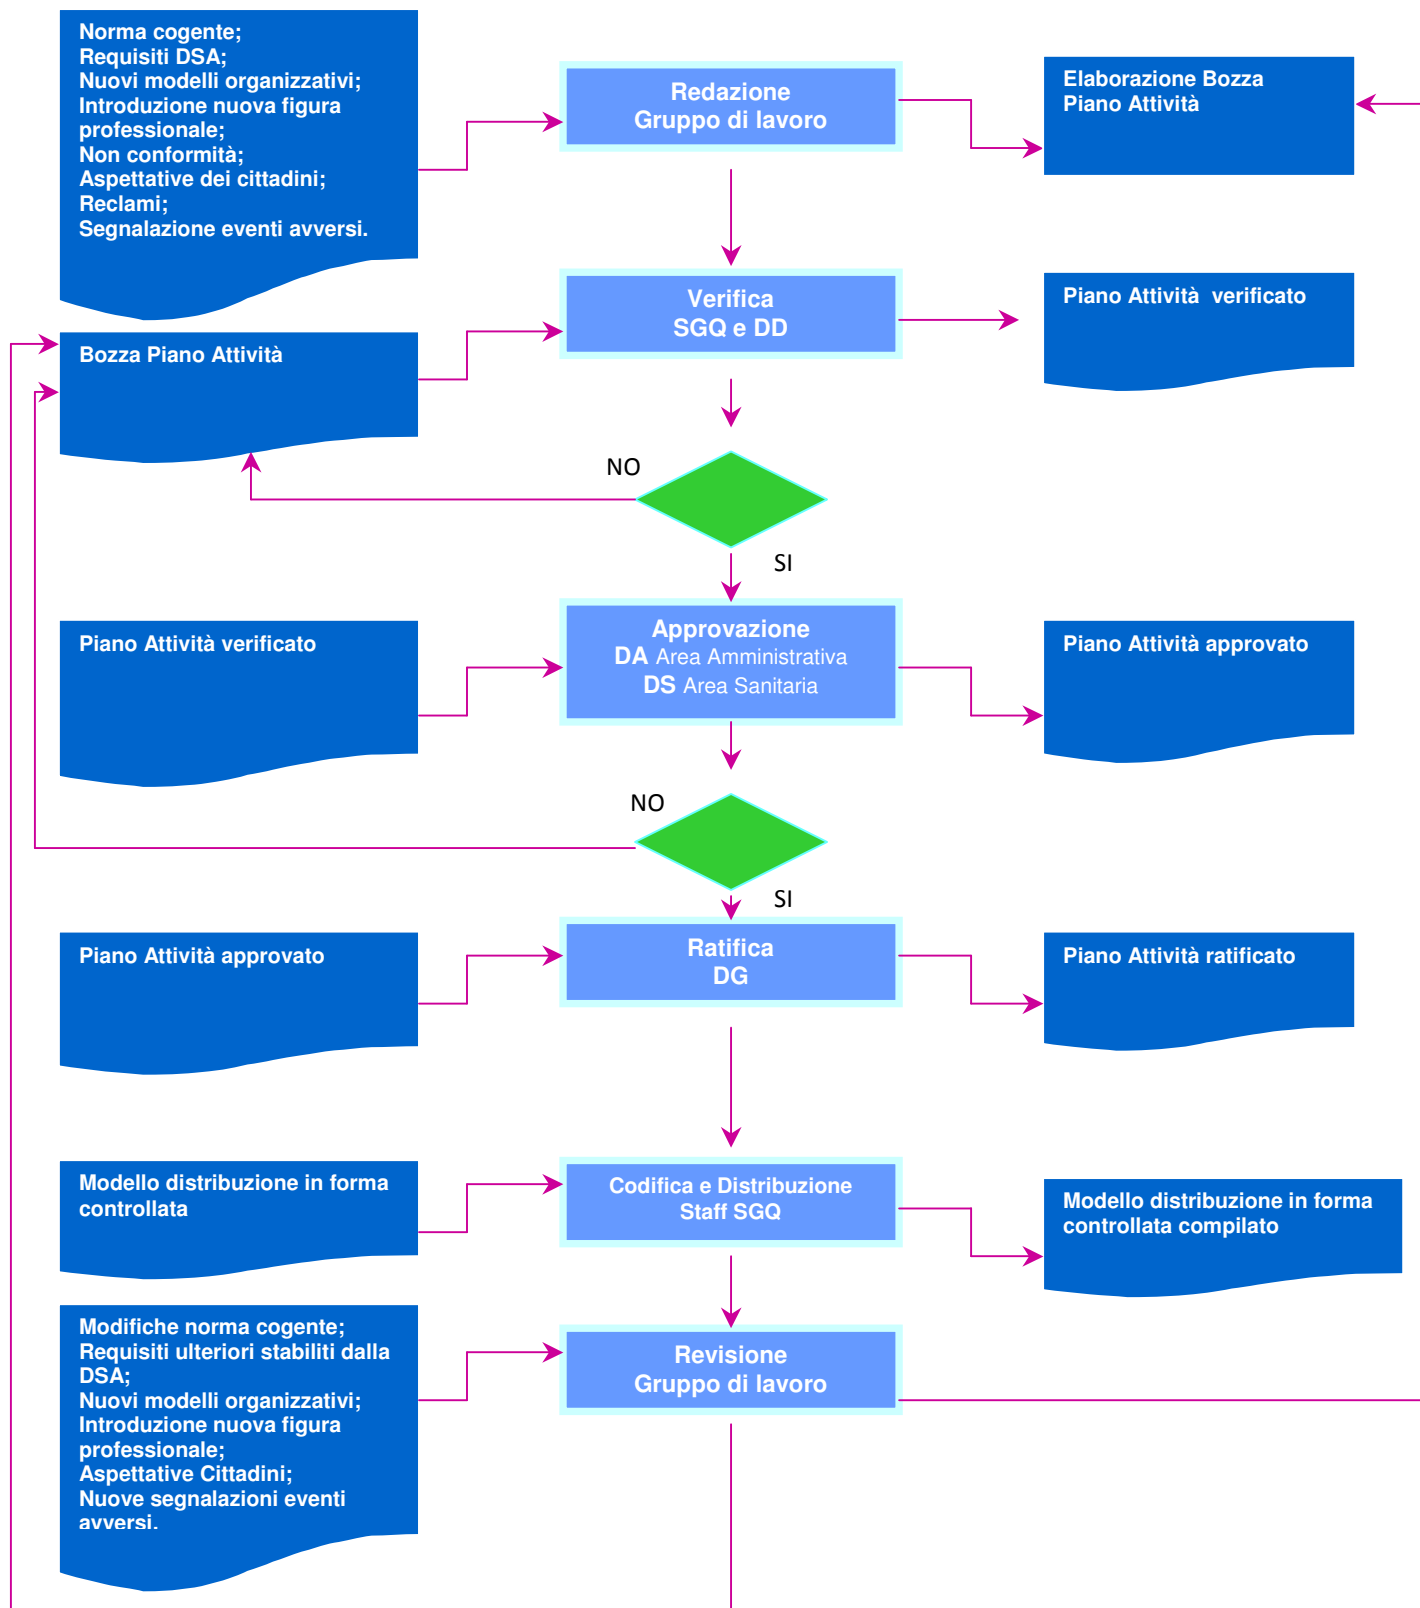 Norma cogente;
Requisiti DSA;
Nuovi modelli organizzativi;
Introduzione nuova figura
professionale;
Non conformità;
Aspettative dei cittadini;
Reclami;
Segnalazione eventi avversi.
Redazione
Gruppo di lavoro
Elaborazione Bozza
Piano Attività
Bozza Piano Attività
Verifica
SGQ e DD
Piano Attività  verificato
NO
SI
Piano Attività verificato
Approvazione
DA Area Amministrativa
DS Area Sanitaria
Piano Attività approvato
NO
SI
Piano Attività approvato
Ratifica
DG
Piano Attività ratificato
Modello distribuzione in forma
controllata
Codifica e Distribuzione
Staff SGQ
Modello distribuzione in forma
controllata compilato
Modifiche norma cogente;
Requisiti ulteriori stabiliti dalla
DSA;
Nuovi modelli organizzativi;
Introduzione nuova figura
professionale;
Aspettative Cittadini;
Nuove segnalazioni eventi
avversi.
Revisione
Gruppo di lavoro